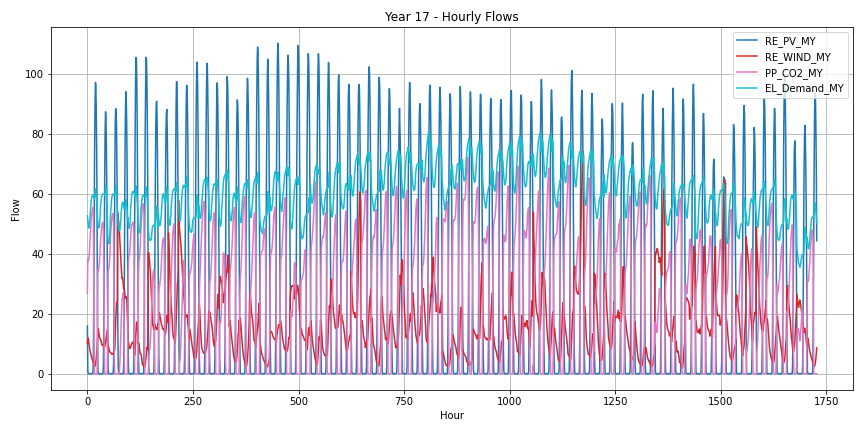 Year 17 - Hourly Flows
RE_PV_MY
RE_WIND_MY
PP_CO2_MY
EL_Demand_MY
Flow
100
80
60
40
20
0
0 250 500 750 1000 1250 1500 1750
Hour